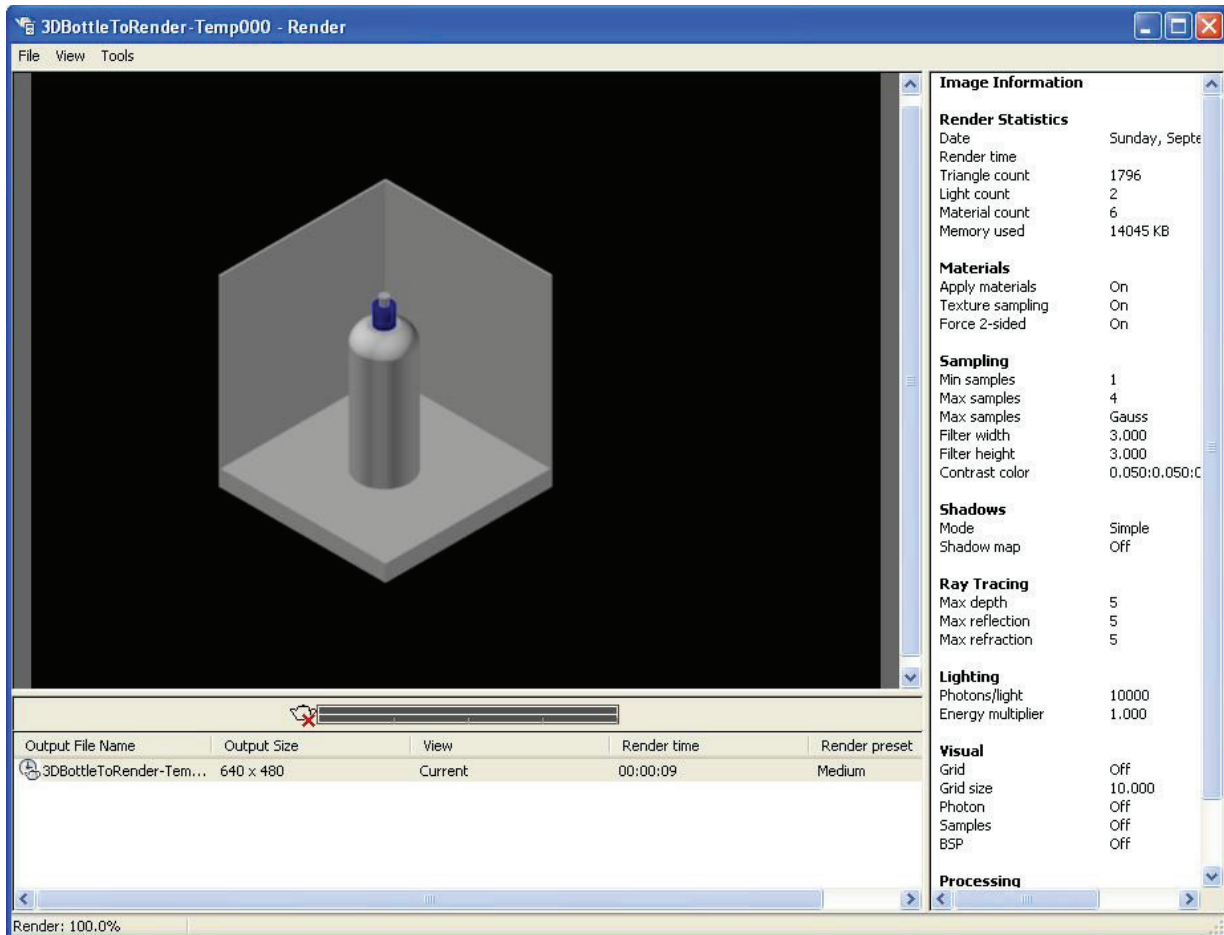 3DBottleToRender-Temp000 - Render
File View Tools
Image Information
Render Statistics
Date Sunday, Septe
Render time
Triangle count 1796
Light count 2
Material count 6
Memory used 14045 KB
Materials
Apply materials On
Texture sampling On
Force 2-sided On
Sampling
Min samples 1
Max samples 4
Max samples Gauss
Filter width 3.000
Filter height 3.000
Contrast color 0.050:0.050:0
Shadows
Mode Simple
Shadow map Off
Ray Tracing
Max depth 5
Max reflection 5
Max refraction 5
Lighting
Photons/light 10000
Energy multiplier 1.000
Visual
Grid Off
Grid size 10.000
Photon Off
Samples Off
BSP Off
Processing
Output File Name Output Size View Render time Render preset
3DBottleToRender-Tem... 640 x 480 Current 00:00:09 Medium
Render: 100.0%